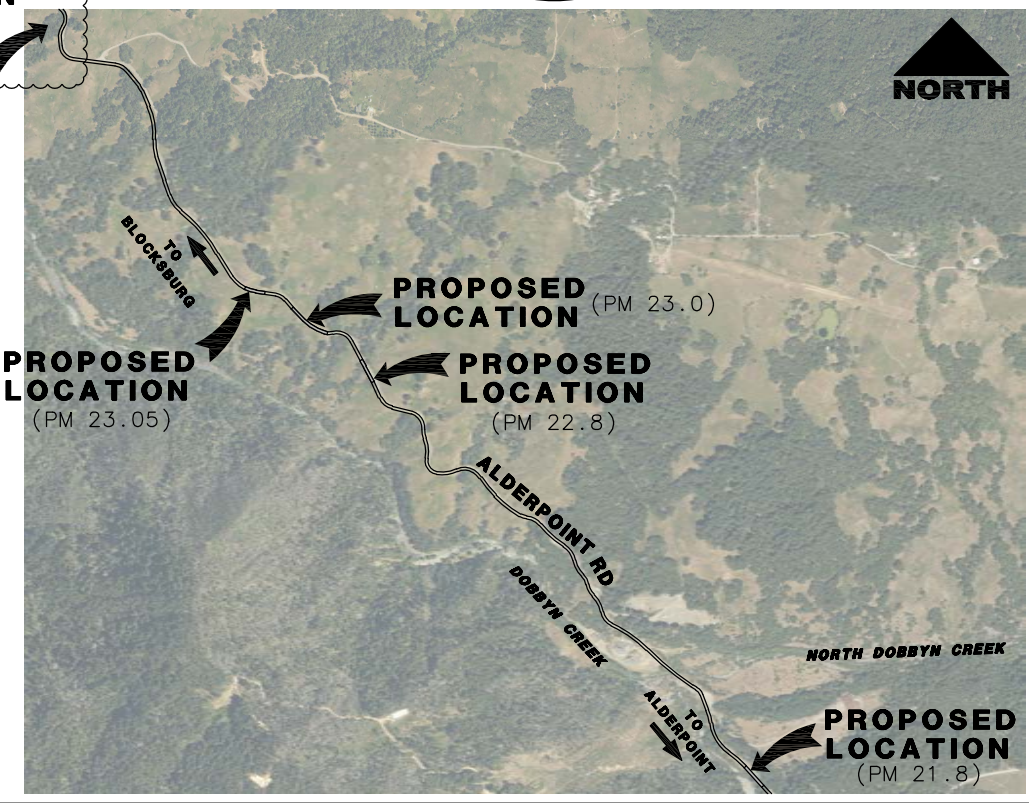 N
NORTH
TO
BLOCKSBURG
PROPOSED
LOCATION
(PM 23.0)
PROPOSED
LOCATION
(PM 23.05)
PROPOSED
LOCATION
(PM 22.8)
ALDERPOINT RD
DOBBYN CREEK
NORTH DOBBYN CREEK
TO
ALDERPOINT
PROPOSED
LOCATION
(PM 21.8)